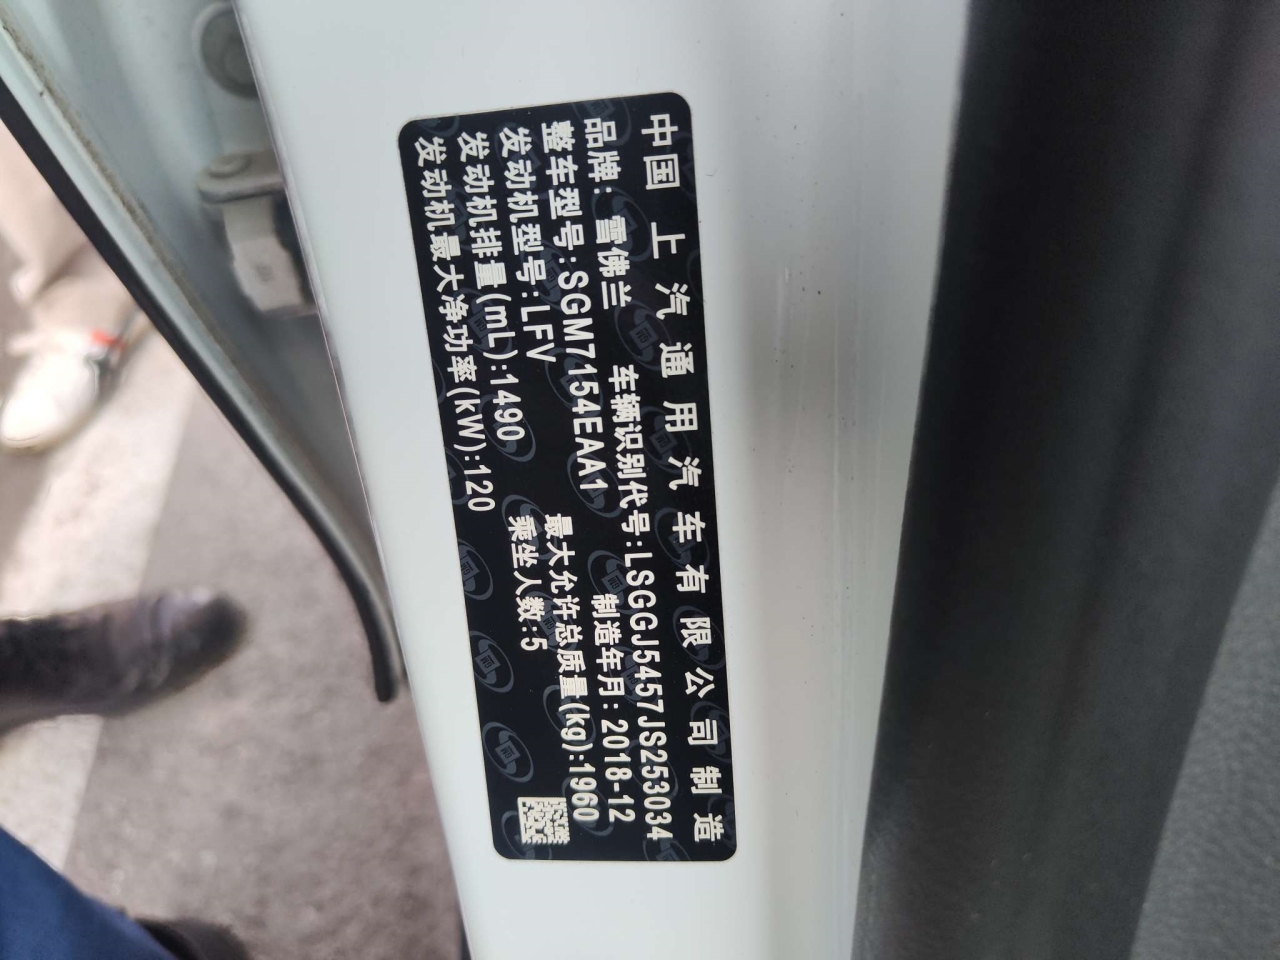 中国上汽通用汽车有限公司制造
品牌：雪佛兰 车辆识别代号:LSGGJ5457JS253034
整车型号:SGM7154EAA1 制造年月：2018-12
发动机型号:LFV 最大允许总质量(kg):1960
发动机排量(mL):1490 乘坐人数:5
发动机最大净功率(kW):120